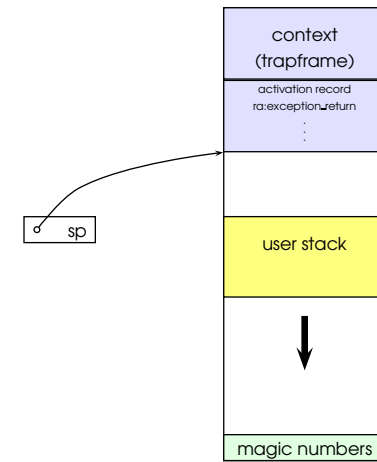 context
(trapframe)
activation record
ra:exception_return
.
.
.
sp
user stack
magic numbers